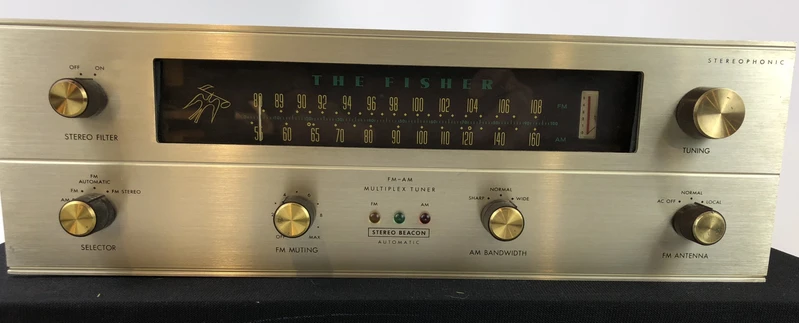 STEREOPHONIC
OFF ON
STEREO FILTER
THE FISHER
88 89 90 92 94 96 98 100 102 104 106 108 FM
55 60 65 70 80 90 100 110 120 140 160 AM
TUNING
FM
AUTOMATIC
FM FM STEREO
AM
SELECTOR
OFF MAX
FM MUTING
FM-AM
MULTIPLEX TUNER
FM AM
STEREO BEACON
AUTOMATIC
NORMAL
SHARP WIDE
AM BANDWIDTH
NORMAL
AC OFF LOCAL
FM ANTENNA